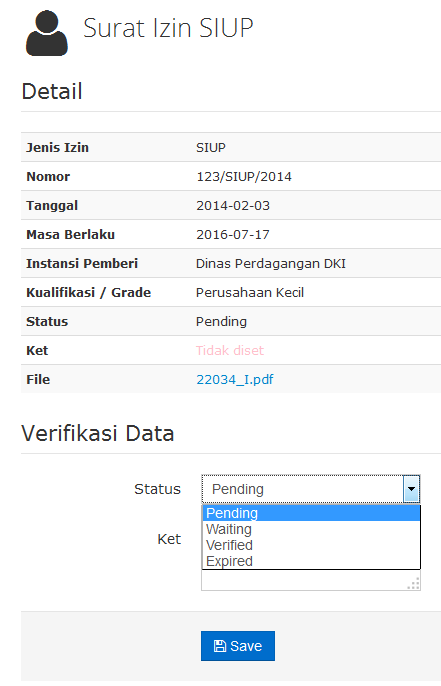 Surat Izin SIUP
Detail
Jenis Izin SIUP
Nomor 123/SIUP/2014
Tanggal 2014-02-03
Masa Berlaku 2016-07-17
Instansi Pemberi Dinas Perdagangan DKI
Kualifikasi / Grade Perusahaan Kecil
Status Pending
Ket Tidak diset
File 22034_I.pdf
Verifikasi Data
Status Pending
Pending
Waiting
Ket
Verified
Expired
Save